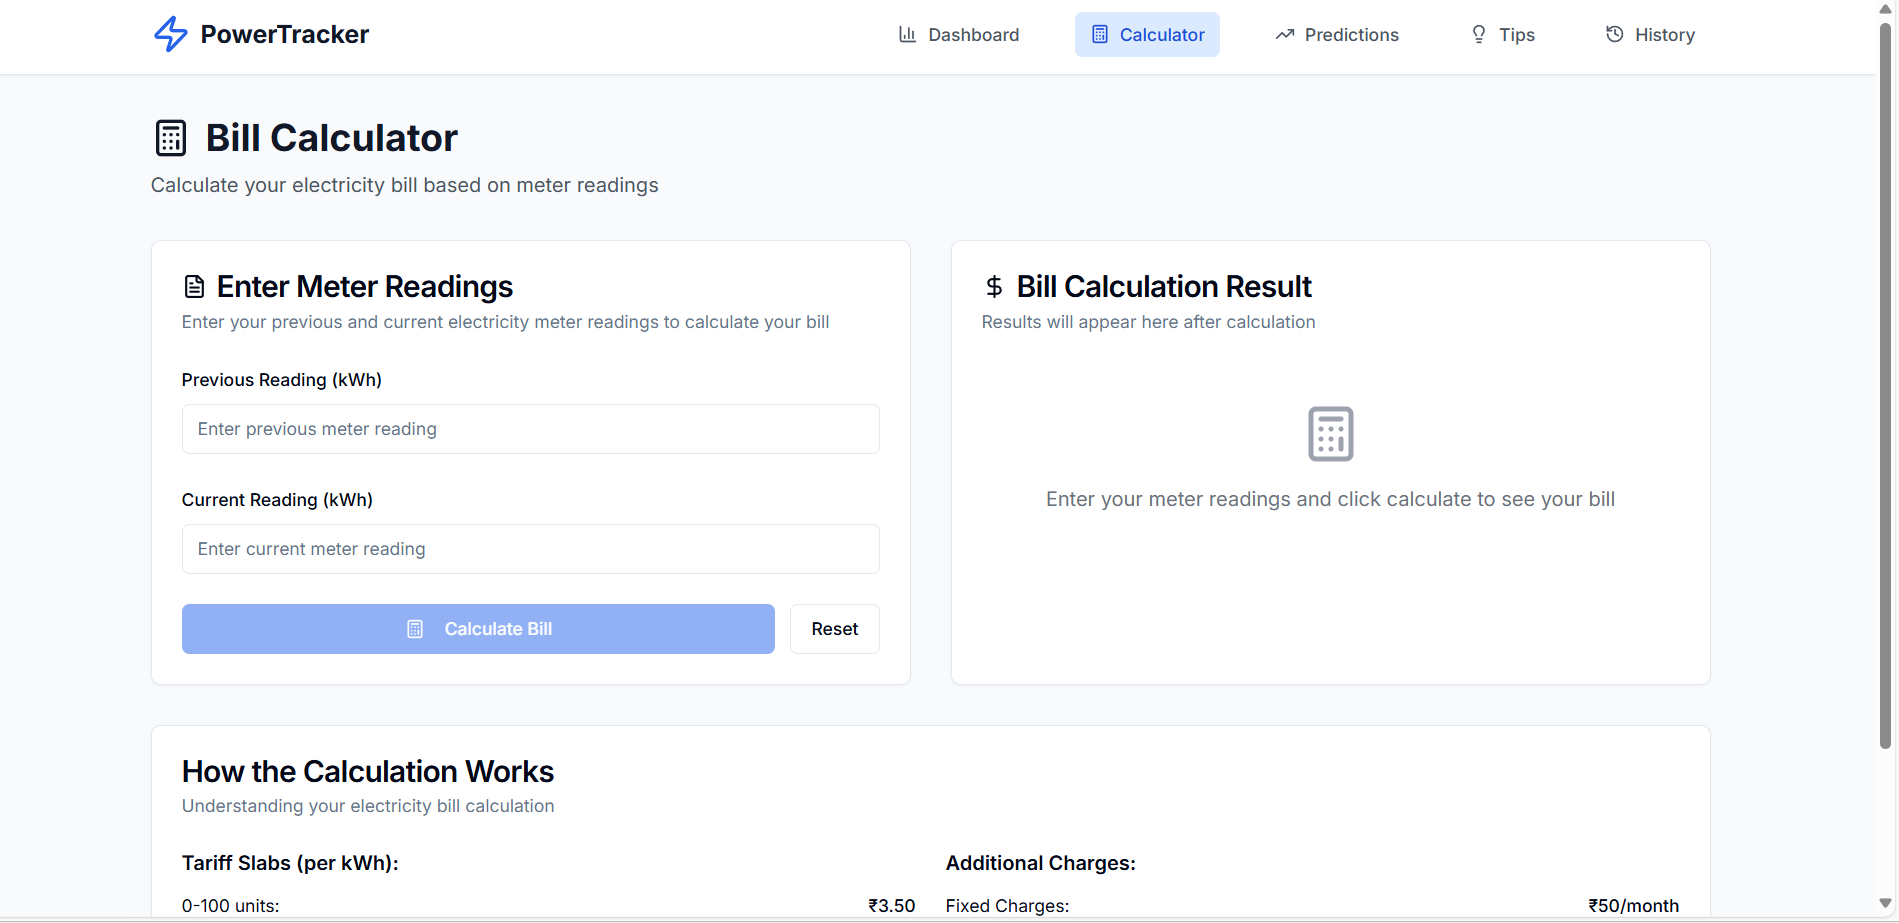 PowerTracker
Dashboard
Calculator
Predictions
Tips
History
Bill Calculator
Calculate your electricity bill based on meter readings
Enter Meter Readings
Enter your previous and current electricity meter readings to calculate your bill
Previous Reading (kWh)
Enter previous meter reading
Current Reading (kWh)
Enter current meter reading
Calculate Bill
Reset
$ Bill Calculation Result
Results will appear here after calculation
Enter your meter readings and click calculate to see your bill
How the Calculation Works
Understanding your electricity bill calculation
Tariff Slabs (per kWh):
0-100 units: ₹3.50
Additional Charges:
Fixed Charges: ₹50/month